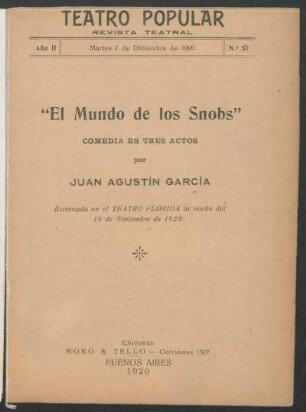 TEATRO POPULAR
REVISTA TEATRAL
Año II Martes 7 de Diciembre de 1920 N.º 57
"El Mundo de los Snobs"
COMEDIA EN TRES ACTOS
por
JUAN AGUSTÍN GARCÍA
Estrenada en el TEATRO FLORIDA la noche del
de Noviembre de 1920.
Editores
MORO & TELLO — Corrientes
BUENOS AIRES
1920